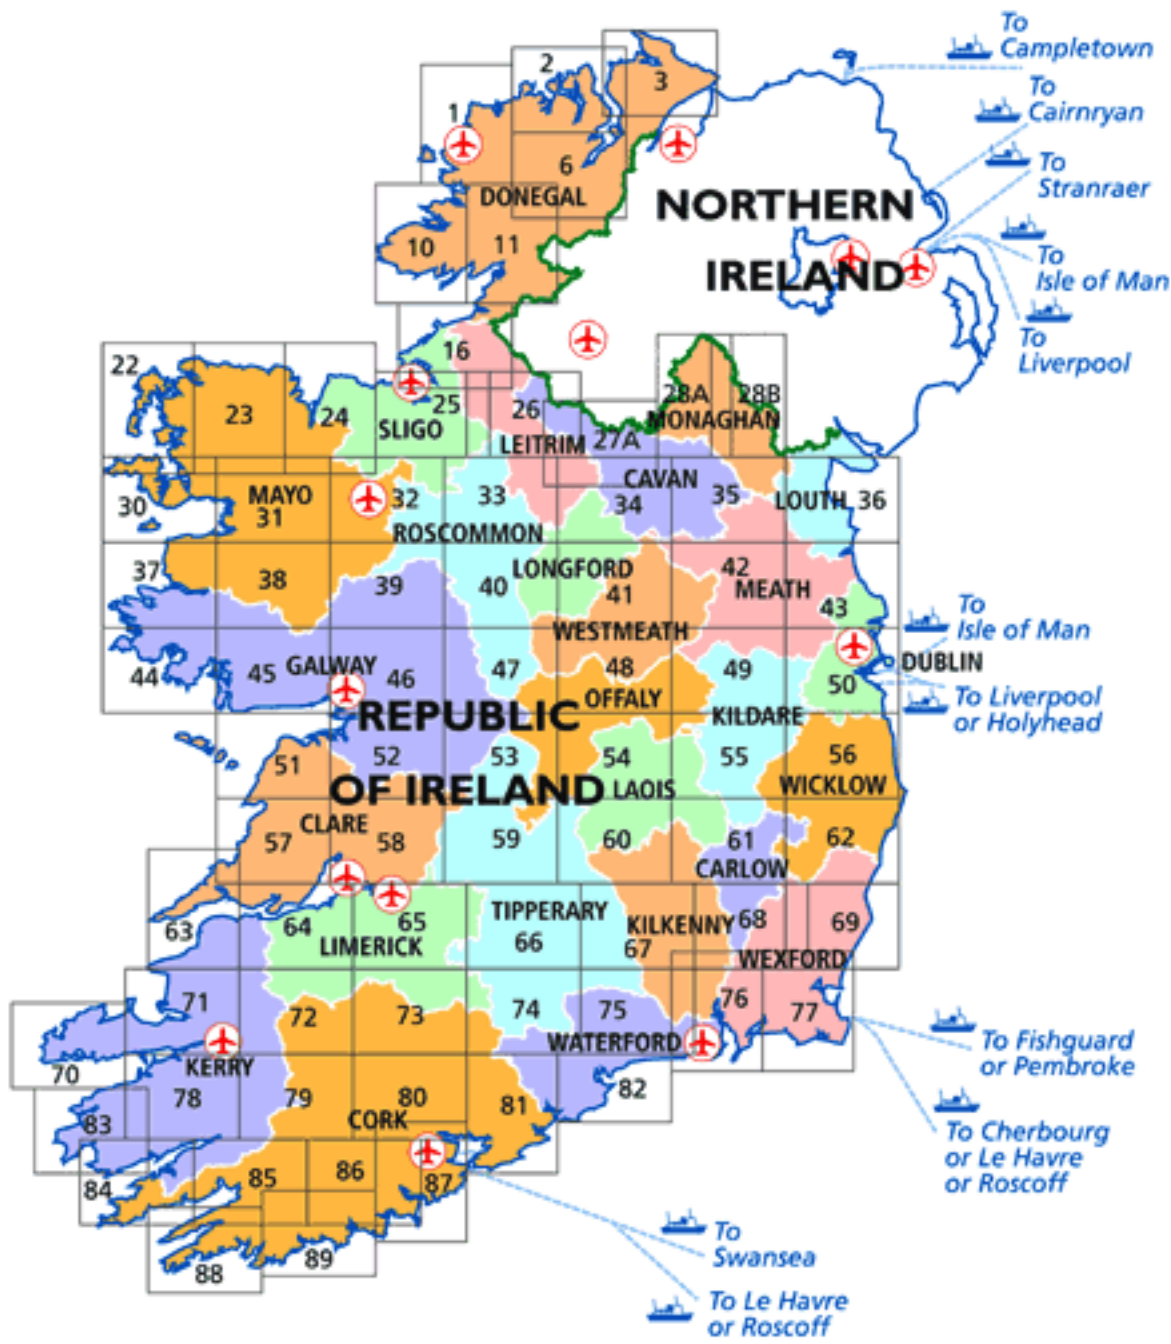 To
Campletown
To
Cairnryan
To
Stranraer
To
Isle of Man
To
Liverpool
2
3
1
6
DONEGAL
10
11
NORTHERN
IRELAND
16
22
23
24
25
SLIGO
26
LEITRIM
27A
28A
28B
MONAGHAN
CAVAN
30
MAYO
31
32
33
34
35
LOUTH
36
ROSCOMMON
37
38
39
40
LONGFORD
41
42
MEATH
43
WESTMEATH
To
Isle of Man
DUBLIN
To Liverpool
or Holyhead
44
45
GALWAY
46
47
48
OFFALY
49
50
KILDARE
REPUBLIC
OF IRELAND
51
52
53
54
LAOIS
55
56
WICKLOW
57
CLARE
58
59
60
61
CARLOW
62
63
64
65
LIMERICK
TIPPERARY
66
KILKENNY
67
68
69
WEXFORD
70
71
72
73
74
75
WATERFORD
76
77
To Fishguard
or Pembroke
KERRY
78
79
80
CORK
81
82
83
To Cherbourg
or Le Havre
or Roscoff
84
85
86
87
88
89
To
Swansea
To Le Havre
or Roscoff